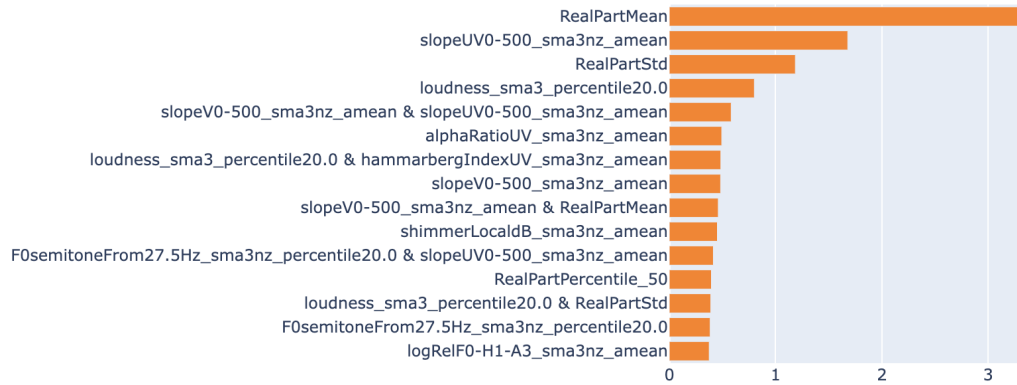 RealPartMean
slopeUV0-500_sma3nz_amean
RealPartStd
loudness_sma3_percentile20.0
slopeV0-500_sma3nz_amean & slopeUV0-500_sma3nz_amean
alphaRatioUV_sma3nz_amean
loudness_sma3_percentile20.0 & hammarbergIndexUV_sma3nz_amean
slopeV0-500_sma3nz_amean
slopeV0-500_sma3nz_amean & RealPartMean
shimmerLocaldB_sma3nz_amean
F0semitoneFrom27.5Hz_sma3nz_percentile20.0 & slopeUV0-500_sma3nz_amean
RealPartPercentile_50
loudness_sma3_percentile20.0 & RealPartStd
F0semitoneFrom27.5Hz_sma3nz_percentile20.0
logRelF0-H1-A3_sma3nz_amean
0 1 2 3